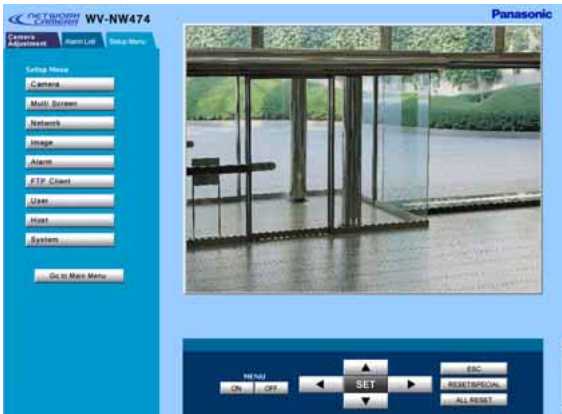 NETWORK CAMERA WV-NW474
Panasonic
Camera Adjustment
Alarm List
Setup Menu
Setup Menu
Camera
Multi Screen
Network
Image
Alarm
FTP Client
User
Host
System
Go to Main Menu
MENU
ON OFF
SET
ESC
RESET/SPECIAL
ALL RESET